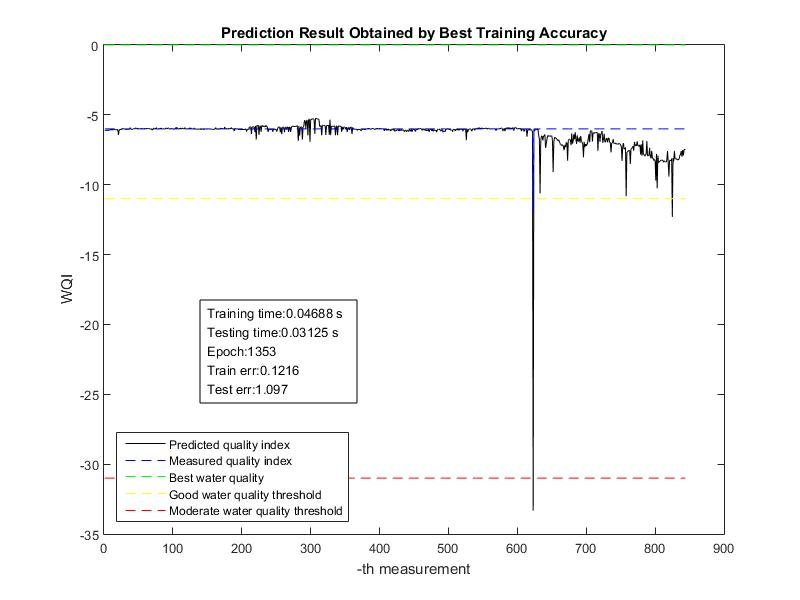 Prediction Result Obtained by Best Training Accuracy
0
-5
-10
-15
-20
-25
-30
-35
WQI
Training time:0.04688 s
Testing time:0.03125 s
Epoch:1353
Train err:0.1216
Test err:1.097
Predicted quality index
Measured quality index
Best water quality
Good water quality threshold
Moderate water quality threshold
0 100 200 300 400 500 600 700 800 900
-th measurement